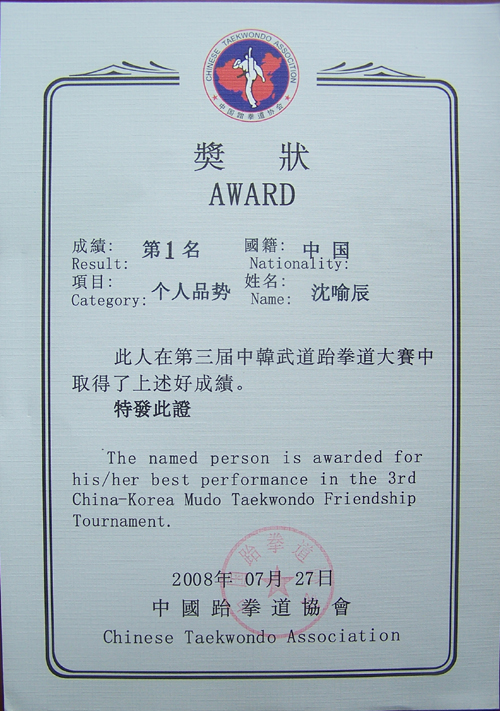 CHINESE TAEKWONDO ASSOCIATION
中国跆拳道协会
獎 狀
AWARD
成績: 第1名 國籍: 中国
Result: Nationality:
項目: 个人品势 姓名: 沈喻辰
Category: Name:
此人在第三届中韓武道跆拳道大賽中
取得了上述好成績。
特發此證
The named person is awarded for
his/her best performance in the 3rd
China-Korea Mudo Taekwondo Friendship
Tournament.
跆拳道
2008年 07月 27日
中國跆拳道協會
Chinese Taekwondo Association